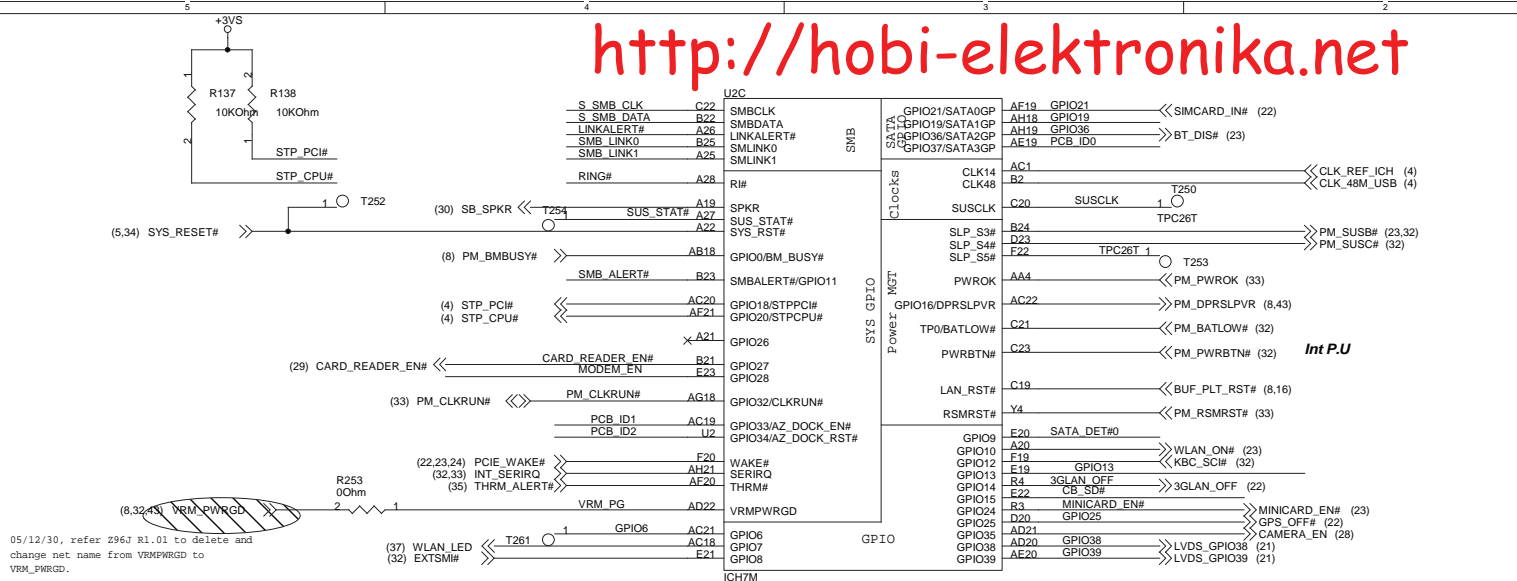 5 4 3 2
+3VS
http://hobi-elektronika.net
1 2
R137 R138
10KOhm 10KOhm
2 1
STP_PCI#
STP_CPU#
1 T252
(5,34) SYS_RESET#
U2C
S_SMB_CLK C22 SMBCLK
S_SMB_DATA B22 SMBDATA
LINKALERT# A26 LINKALERT#
SMB_LINK0 B25 SMLINK0
SMB_LINK1 A25 SMLINK1
RING# A28 RI#
(30) SB_SPKR A19 SPKR
T254 1 SUS_STAT# A27 SUS_STAT#
A22 SYS_RST#
(8) PM_BMBUSY# AB18 GPIO0/BM_BUSY#
SMB_ALERT# B23 SMBALERT#/GPIO11
(4) STP_PCI# AC20 GPIO18/STPPCI#
(4) STP_CPU# AF21 GPIO20/STPCPU#
A21 GPIO26
(29) CARD_READER_EN# CARD_READER_EN# B21 GPIO27
MODEM_EN E23 GPIO28
(33) PM_CLKRUN# PM_CLKRUN# AG18 GPIO32/CLKRUN#
PCB_ID1 AC19 GPIO33/AZ_DOCK_EN#
PCB_ID2 U2 GPIO34/AZ_DOCK_RST#
(22,23,24) PCIE_WAKE# F20 WAKE#
(32,33) INT_SERIRQ AH21 SERIRQ
(35) THRM_ALERT# AF20 THRM#
R253
0Ohm
(8,32,43) VRM_PWRGD 2 1 VRM_PG AD22 VRMPWRGD
T261 1 GPIO6 AC21 GPIO6
(37) WLAN_LED AC18 GPIO7
(32) EXTSMI# E21 GPIO8
05/12/30, refer Z96J R1.01 to delete and
change net name from VRMPWRGD to
VRM_PWRGD.
SMB
SATA
GPIO
Clocks
SYS GPIO
Power MGT
GPIO
GPIO21/SATA0GP AF19 GPIO21 SIMCARD_IN# (22)
GPIO19/SATA1GP AH18 GPIO19
GPIO36/SATA2GP AH19 GPIO36 BT_DIS# (23)
GPIO37/SATA3GP AE19 PCB_ID0
CLK14 AC1 CLK_REF_ICH (4)
CLK48 B2 CLK_48M_USB (4)
SUSCLK C20 SUSCLK 1 T250
TPC26T
SLP_S3# B24 PM_SUSB# (23,32)
SLP_S4# D23 PM_SUSC# (32)
SLP_S5# F22 TPC26T 1 T253
PWROK AA4 PM_PWROK (33)
GPIO16/DPRSLPVR AC22 PM_DPRSLPVR (8,43)
TP0/BATLOW# C21 PM_BATLOW# (32)
PWRBTN# C23 PM_PWRBTN# (32) Int P.U
LAN_RST# C19 BUF_PLT_RST# (8,16)
RSMRST# Y4 PM_RSMRST# (33)
GPIO9 E20 SATA_DET#0
GPIO10 A20 WLAN_ON# (23)
GPIO12 F19 KBC_SCI# (32)
GPIO13 E19 GPIO13
GPIO14 R4 3GLAN_OFF 3GLAN_OFF (22)
GPIO15 E22 CB_SD#
GPIO24 R3 MINICARD_EN# MINICARD_EN# (23)
GPIO25 D20 GPIO25 GPS_OFF# (22)
GPIO35 AD21 CAMERA_EN (28)
GPIO38 AD20 GPIO38 LVDS_GPIO38 (21)
GPIO39 AE20 GPIO39 LVDS_GPIO39 (21)
ICH7M